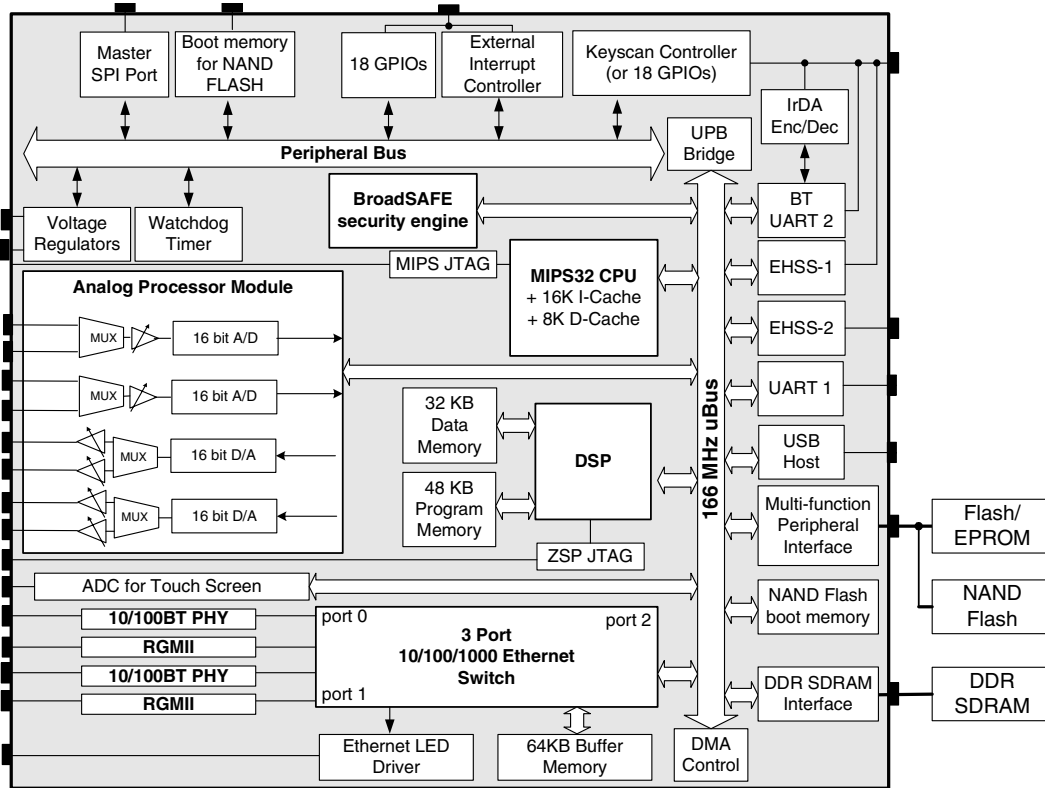 Master
SPI Port
Boot memory
for NAND
FLASH
18 GPIOs
External
Interrupt
Controller
Keyscan Controller
(or 18 GPIOs)
IrDA
Enc/Dec
UPB
Bridge
Peripheral Bus
BroadSAFE
security engine
BT
UART 2
Voltage
Regulators
Watchdog
Timer
MIPS JTAG
MIPS32 CPU
+ 16K I-Cache
+ 8K D-Cache
EHSS-1
Analog Processor Module
MUX
16 bit A/D
EHSS-2
MUX
16 bit A/D
UART 1
166 MHz uBus
32 KB
Data
Memory
DSP
MUX
16 bit D/A
USB
Host
48 KB
Program
Memory
MUX
16 bit D/A
Multi-function
Peripheral
Interface
Flash/
EPROM
ZSP JTAG
ADC for Touch Screen
NAND Flash
boot memory
NAND
Flash
10/100BT PHY
RGMII
10/100BT PHY
RGMII
port 0
port 2
3 Port
10/100/1000 Ethernet
Switch
port 1
DDR SDRAM
Interface
DDR
SDRAM
Ethernet LED
Driver
64KB Buffer
Memory
DMA
Control